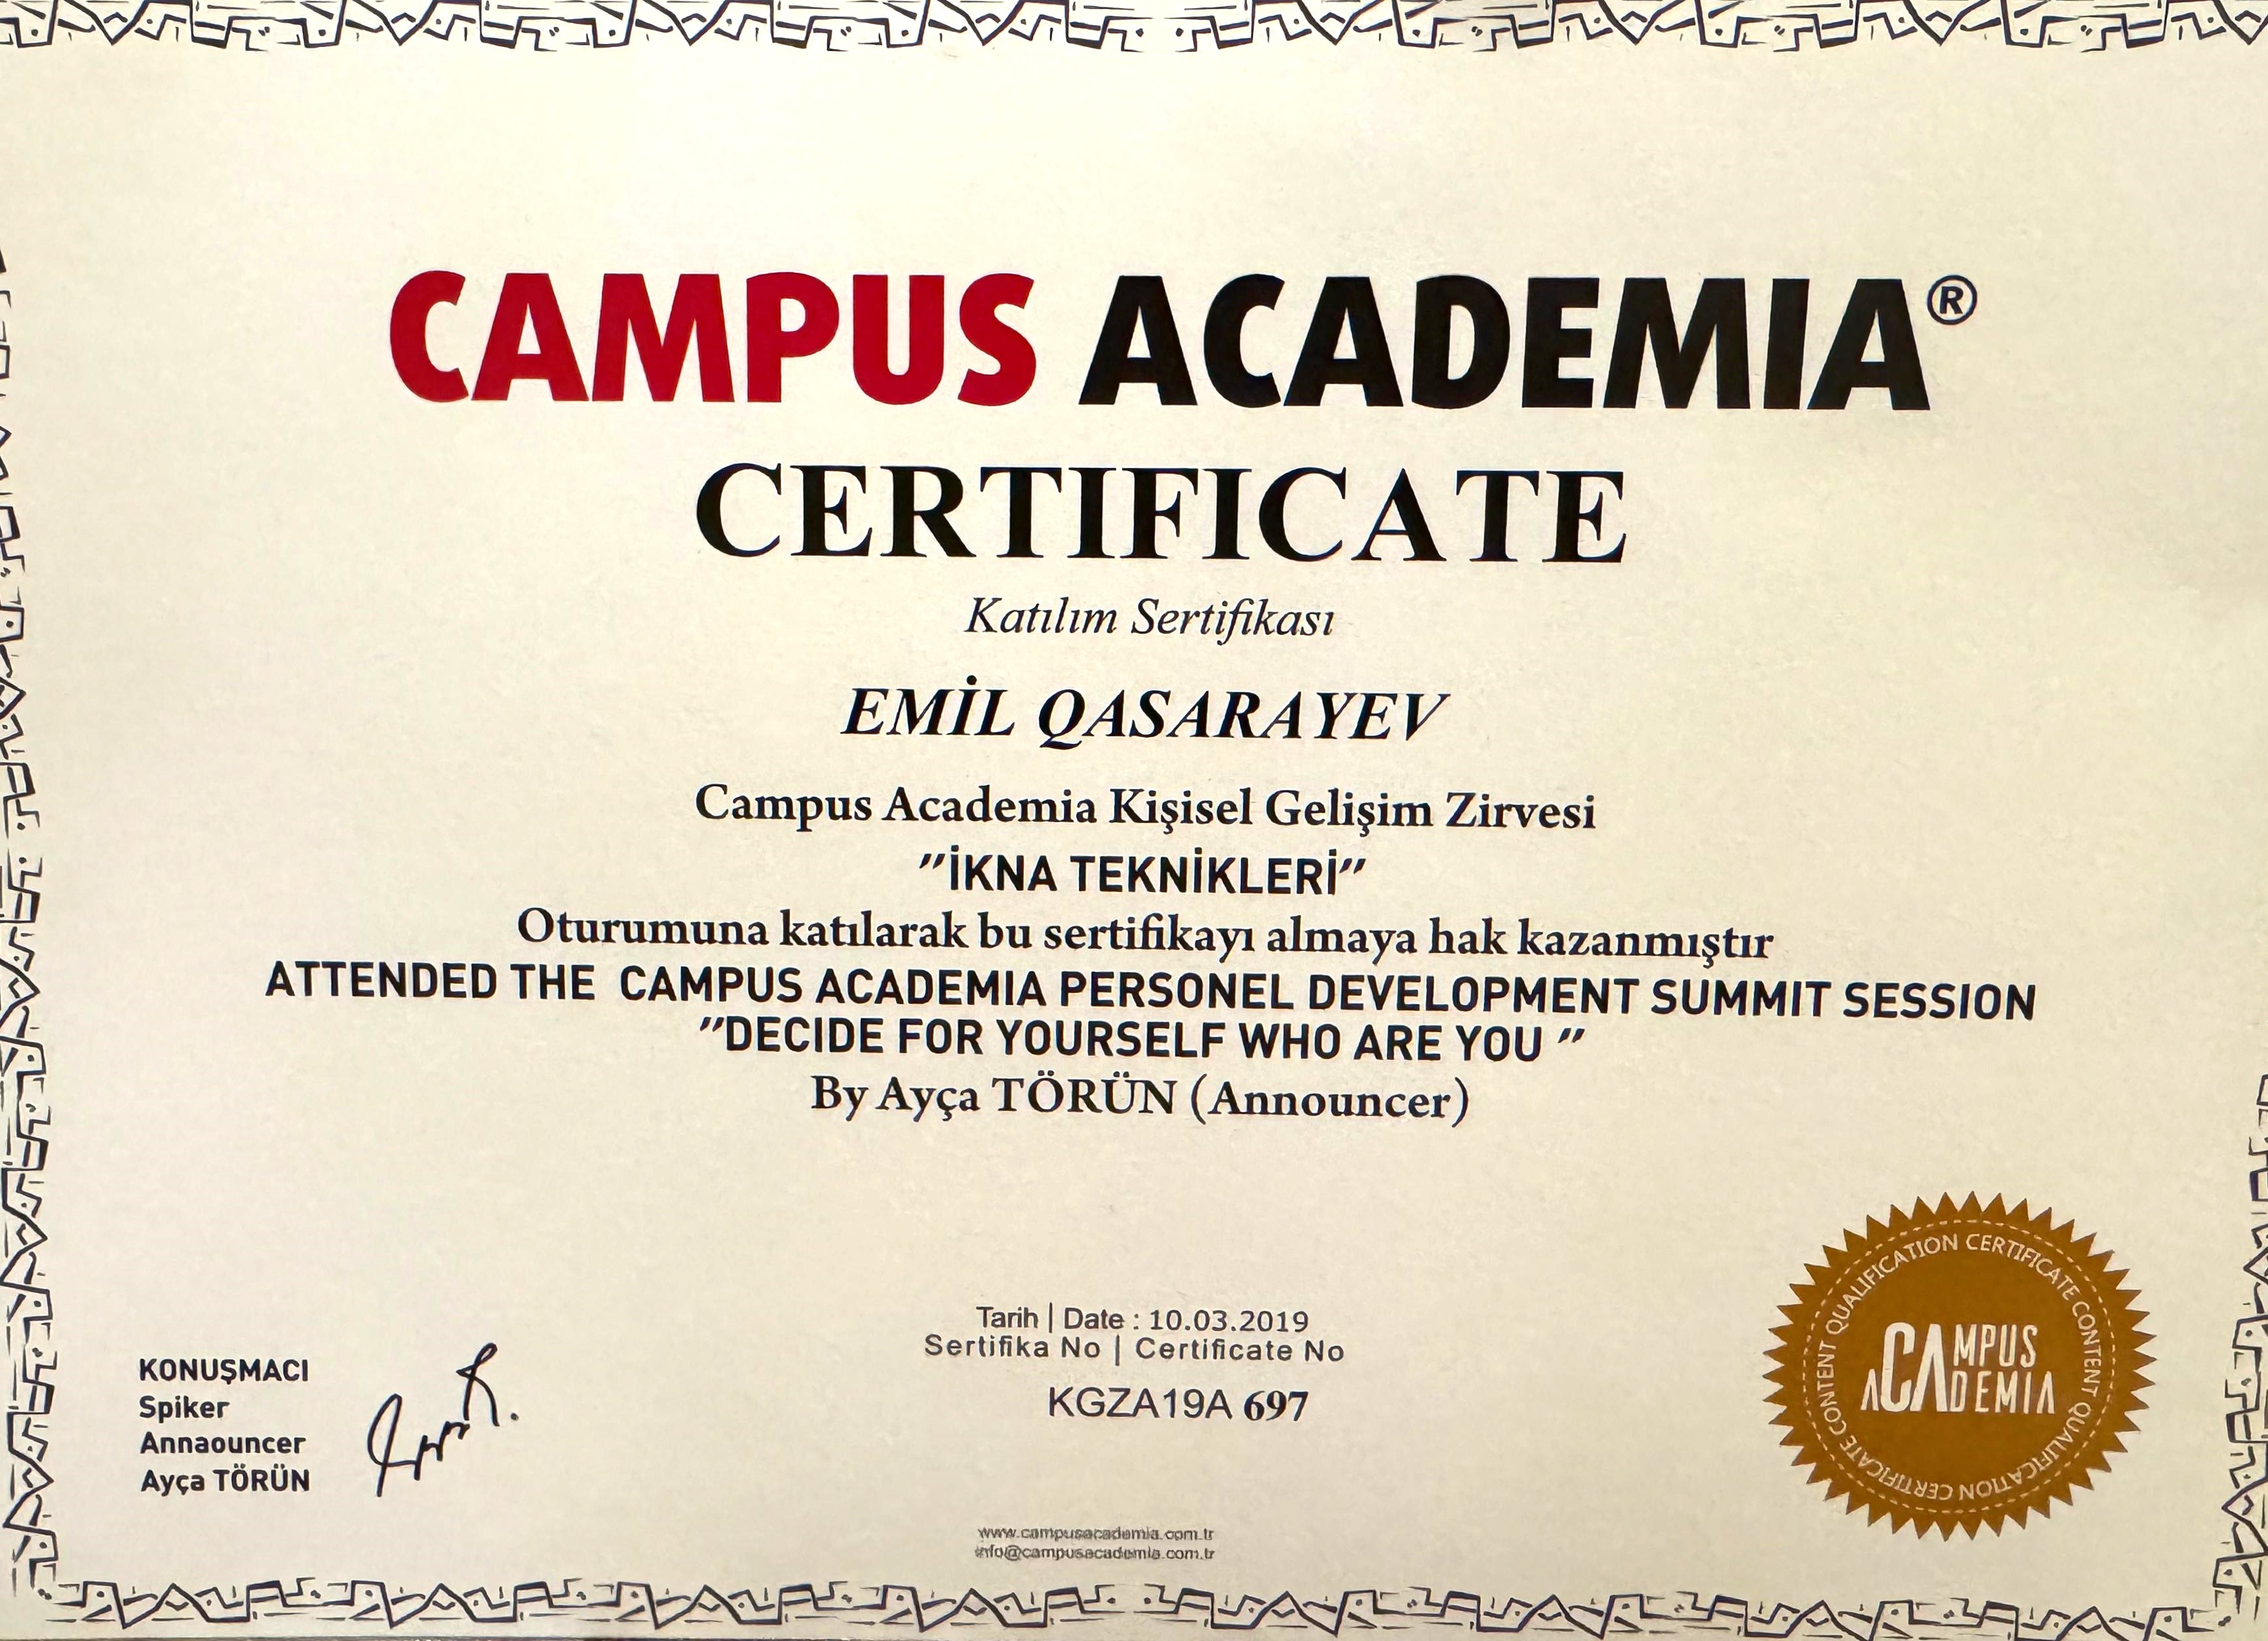 CAMPUS ACADEMIA®
CERTIFICATE
Katılım Sertifikası
EMİL QASARAYEV
Campus Academia Kişisel Gelişim Zirvesi
"İKNA TEKNİKLERİ"
Oturumuna katılarak bu sertifikayı almaya hak kazanmıştır
ATTENDED THE CAMPUS ACADEMIA PERSONEL DEVELOPMENT SUMMIT SESSION
"DECIDE FOR YOURSELF WHO ARE YOU "
By Ayça TÖRÜN (Announcer)
Tarih | Date : 10.03.2019
Sertifika No | Certificate No
KGZA19A 697
KONUŞMACI
Spiker
Annaouncer
Ayça TÖRÜN
CONTENT QUALIFICATION CERTIFICATE CONTENT QUALIFICATION CERTIFICATE
CAMPUS
ACADEMIA
www.campusacademia.com.tr
info@campusacademia.com.tr